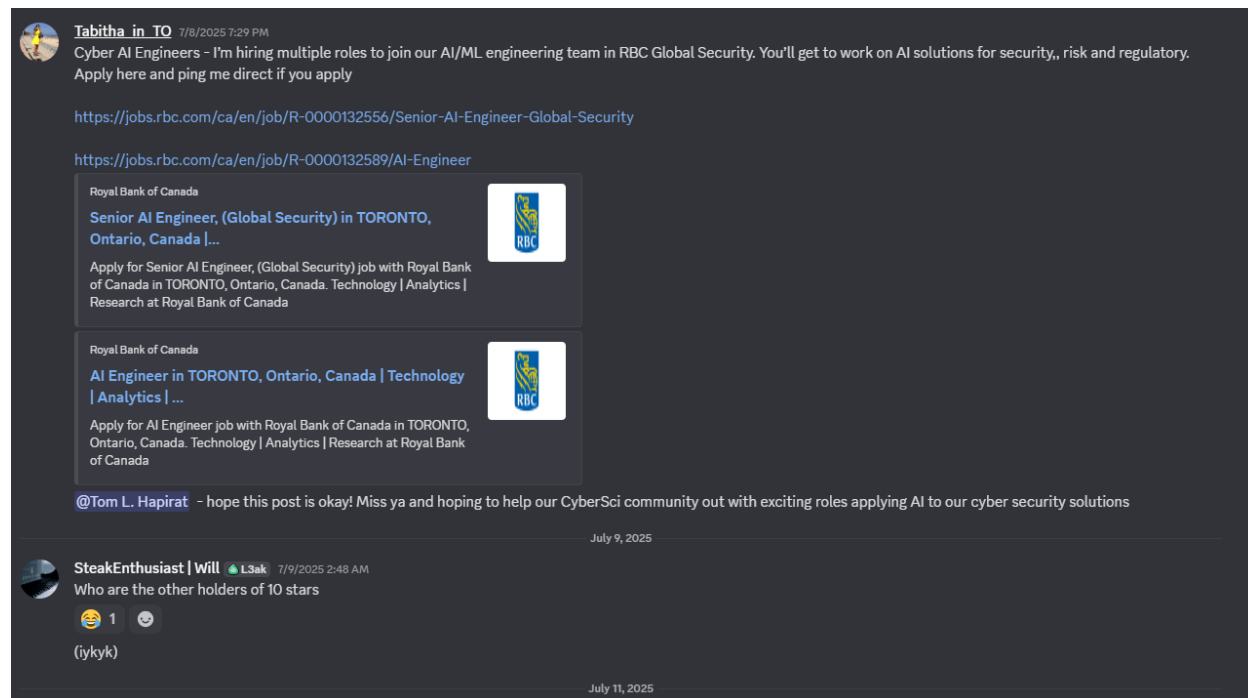 Tabitha_in_TO 7/8/2025 7:29 PM
Cyber AI Engineers - I'm hiring multiple roles to join our AI/ML engineering team in RBC Global Security. You'll get to work on AI solutions for security,, risk and regulatory.
Apply here and ping me direct if you apply
https://jobs.rbc.com/ca/en/job/R-0000132556/Senior-AI-Engineer-Global-Security
https://jobs.rbc.com/ca/en/job/R-0000132589/AI-Engineer
Royal Bank of Canada
Senior AI Engineer, (Global Security) in TORONTO,
Ontario, Canada |...
Apply for Senior AI Engineer, (Global Security) job with Royal Bank
of Canada in TORONTO, Ontario, Canada. Technology | Analytics |
Research at Royal Bank of Canada
RBC
Royal Bank of Canada
AI Engineer in TORONTO, Ontario, Canada | Technology
| Analytics | ...
Apply for AI Engineer job with Royal Bank of Canada in TORONTO,
Ontario, Canada. Technology | Analytics | Research at Royal Bank
of Canada
RBC
@Tom L. Hapirat - hope this post is okay! Miss ya and hoping to help our CyberSci community out with exciting roles applying AI to our cyber security solutions
July 9, 2025
SteakEnthusiast | Will L3ak 7/9/2025 2:48 AM
Who are the other holders of 10 stars
😂 1
(iykyk)
July 11, 2025